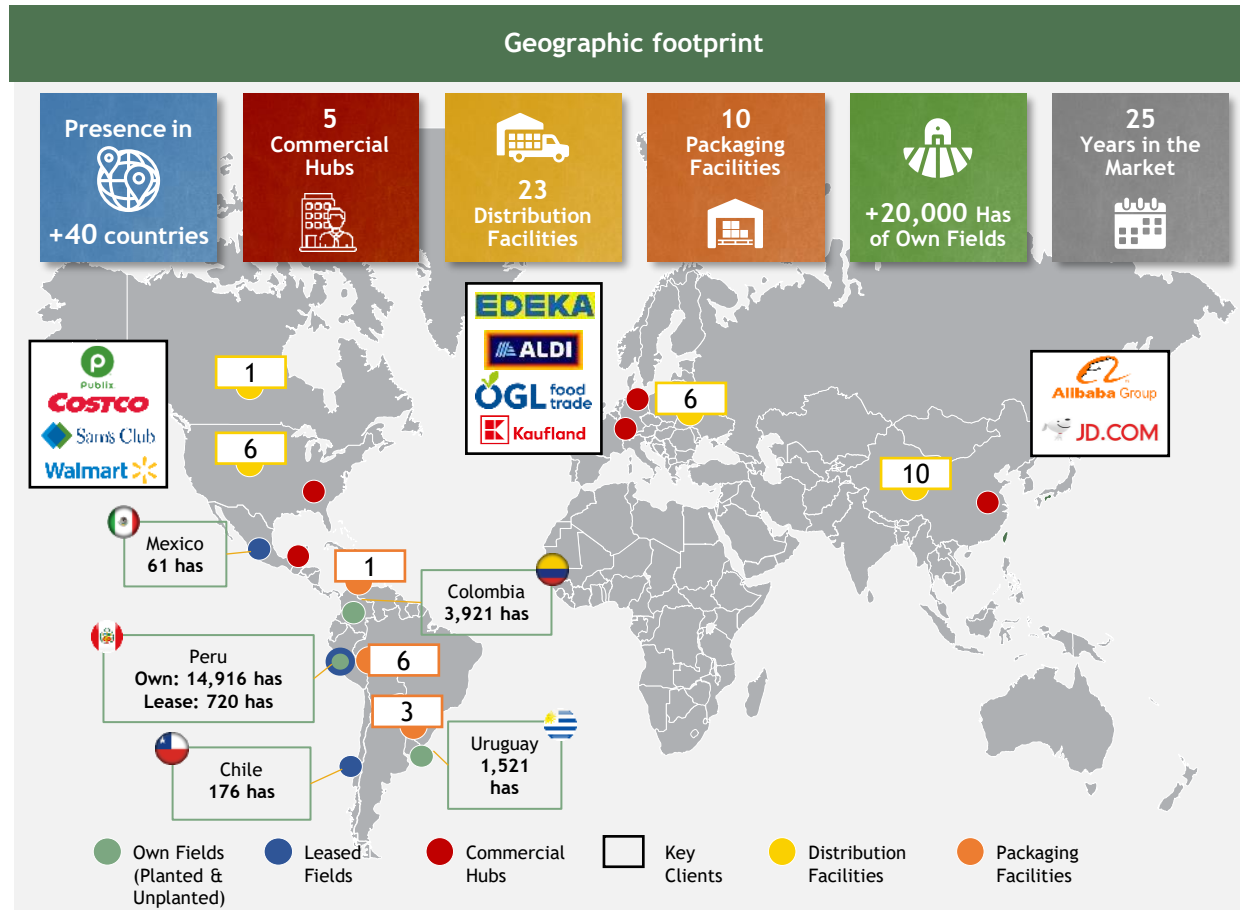 Geographic footprint
Presence in
+40 countries
5
Commercial
Hubs
23
Distribution
Facilities
10
Packaging
Facilities
+20,000 Has
of Own Fields
25
Years in the
Market
Publix
COSTCO
Sam's Club
Walmart
EDEKA
ALDI
OGL food
trade
Kaufland
Alibaba Group
JD.COM
1
6
6
10
Mexico
61 has
1
Colombia
3,921 has
Peru
Own: 14,916 has
Lease: 720 has
6
3
Chile
176 has
Uruguay
1,521
has
Own Fields
(Planted &
Unplanted)
Leased
Fields
Commercial
Hubs
Key
Clients
Distribution
Facilities
Packaging
Facilities